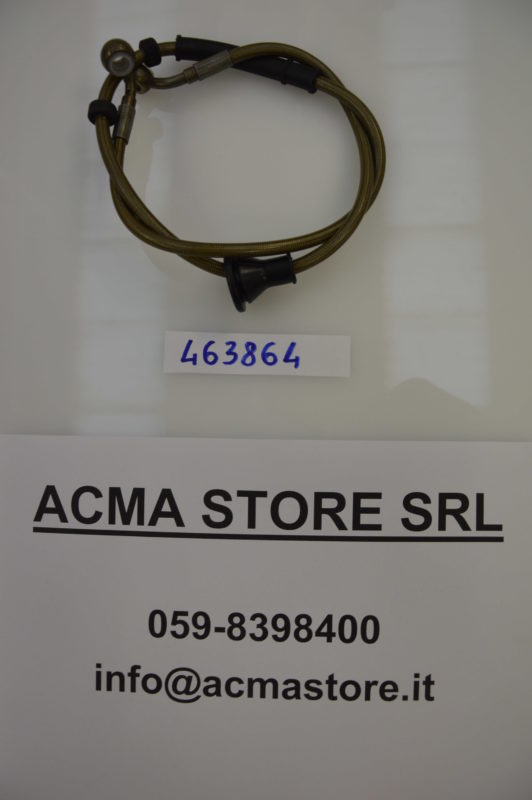 463864
ACMA STORE SRL
059-8398400
info@acmastore.it